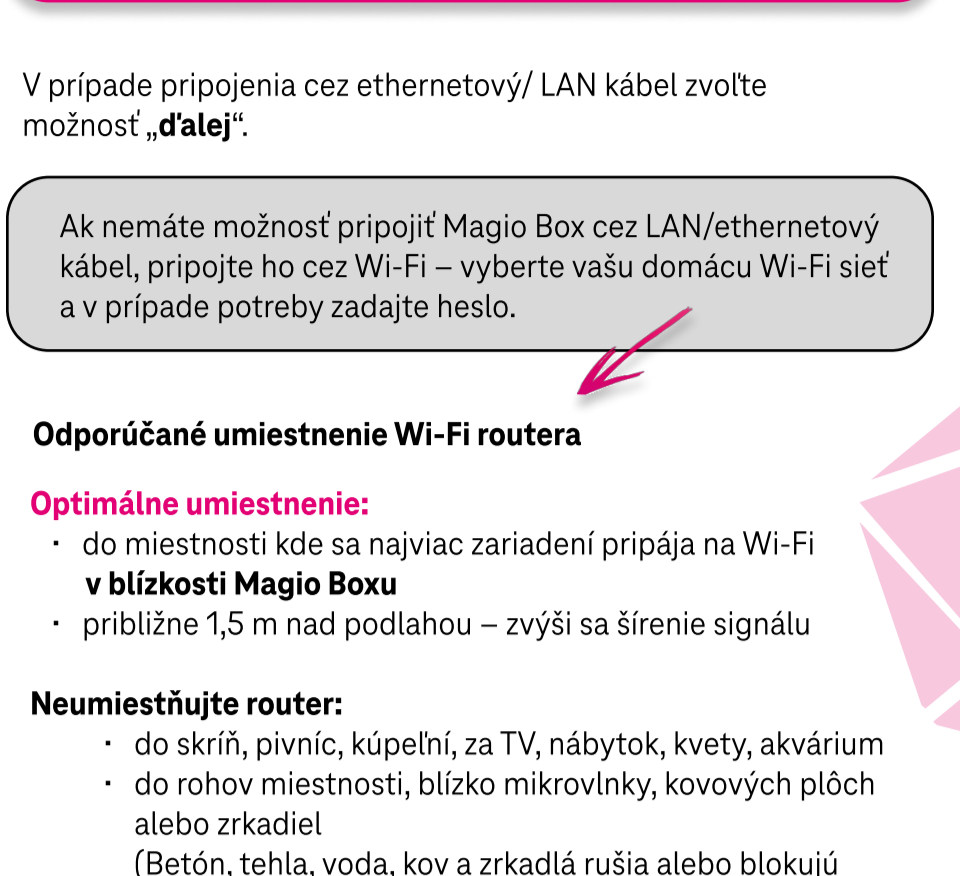 V prípade pripojenia cez ethernetový/ LAN kábel zvoľte
možnosť „ďalej“.
Ak nemáte možnosť pripojiť Magio Box cez LAN/ethernetový
kábel, pripojte ho cez Wi-Fi – vyberte vašu domácu Wi-Fi sieť
a v prípade potreby zadajte heslo.
Odporúčané umiestnenie Wi-Fi routera
Optimálne umiestnenie:
· do miestnosti kde sa najviac zariadení pripája na Wi-Fi
v blízkosti Magio Boxu
· približne 1,5 m nad podlahou – zvýši sa šírenie signálu
Neumiestňujte router:
· do skríň, pivníc, kúpeľní, za TV, nábytok, kvety, akvárium
· do rohov miestnosti, blízko mikrovlnky, kovových plôch
alebo zrkadiel
(Betón, tehla, voda, kov a zrkadlá rušia alebo blokujú